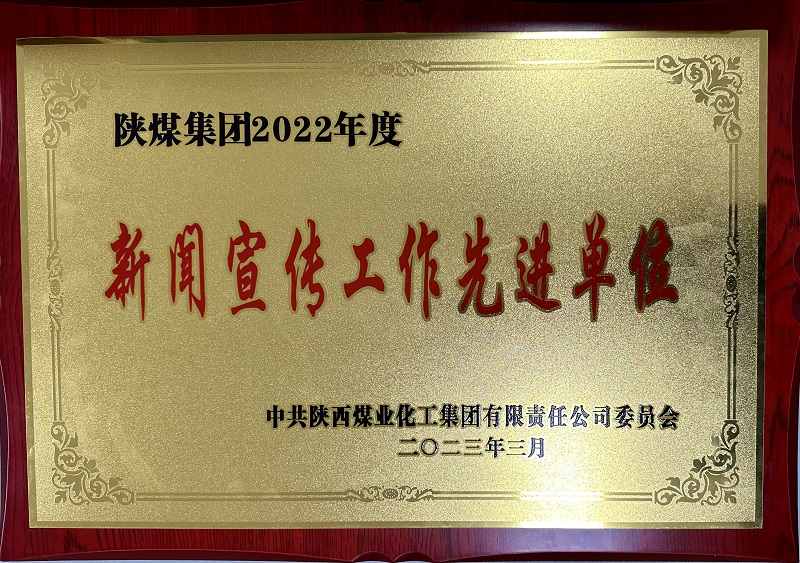 陕煤集团2022年度
新闻宣传工作先进单位
中共陕西煤业化工集团有限责任公司委员会
二〇二三年三月